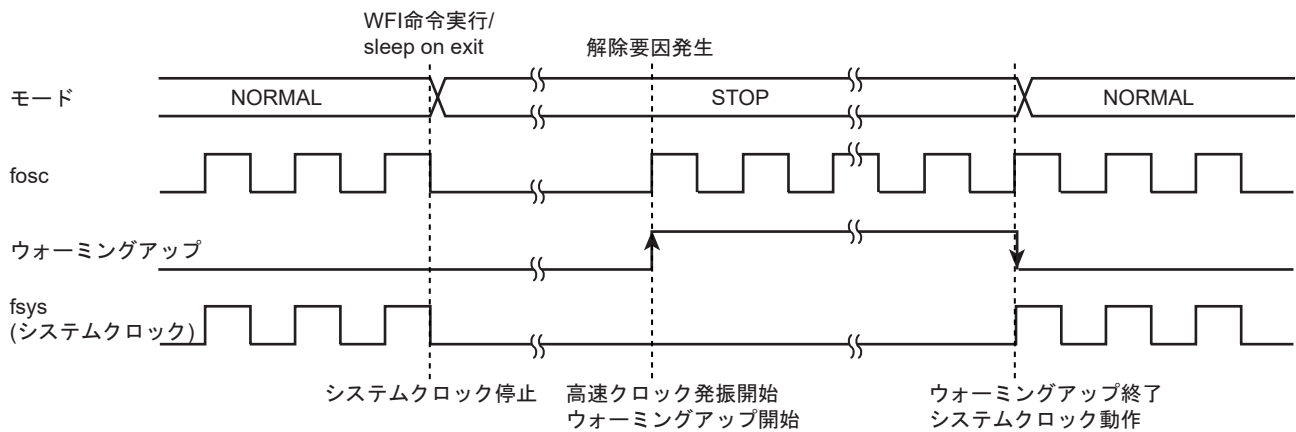 WFI命令実行/
sleep on exit
解除要因発生
モード
NORMAL
STOP
NORMAL
fosc
ウォーミングアップ
fsys
(システムクロック)
システムクロック停止
高速クロック発振開始
ウォーミングアップ開始
ウォーミングアップ終了
システムクロック動作